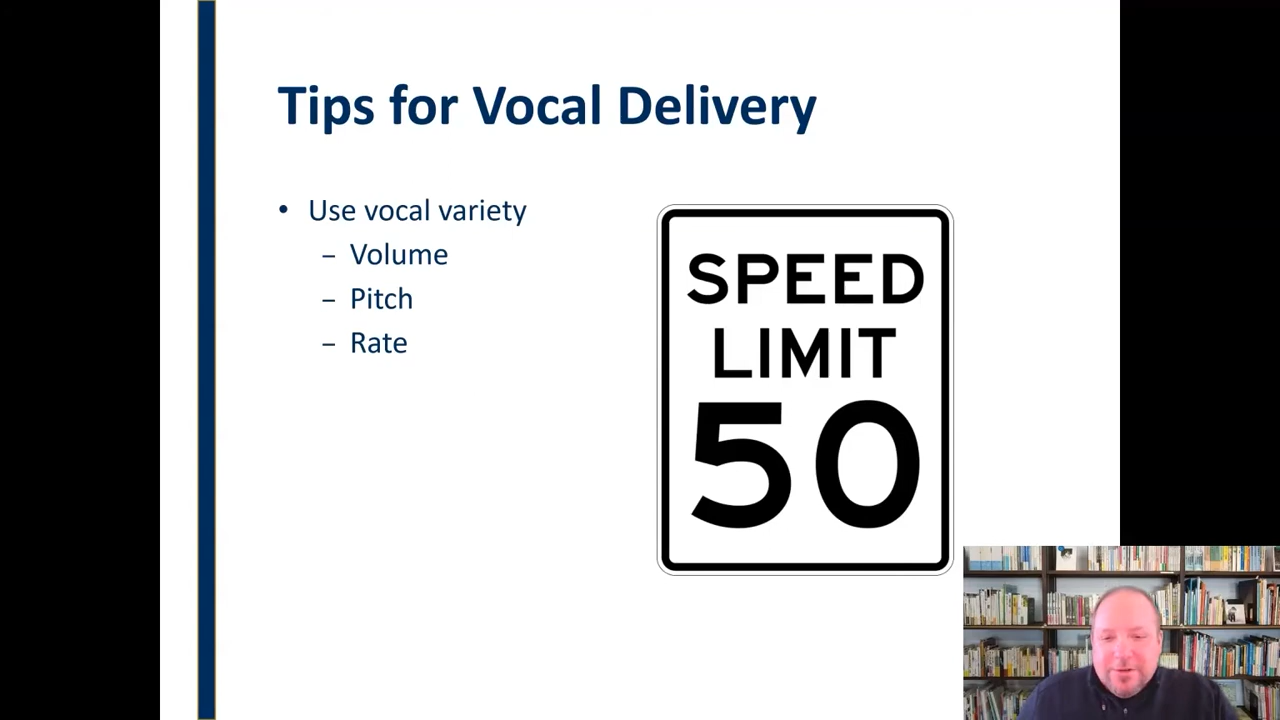 Tips for Vocal Delivery
• Use vocal variety
– Volume
– Pitch
– Rate
SPEED
LIMIT
50